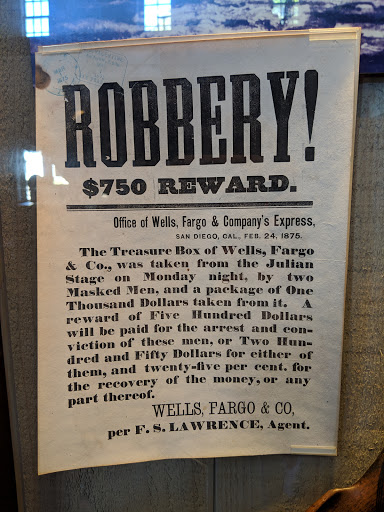 ROBBERY!
$750 REWARD.
Office of Wells, Fargo & Company's Express,
SAN DIEGO, CAL., FEB. 24, 1875.
The Treasure Box of Wells, Fargo
& Co., was taken from the Julian
Stage on Monday night, by two
Masked Men, and a package of One
Thousand Dollars taken from it. A
reward of Five Hundred Dollars
will be paid for the arrest and con-
viction of these men, or Two Hun-
dred and Fifty Dollars for either of
them, and twenty-five per cent. for
the recovery of the money, or any
part thereof.
WELLS, FARGO & CO,
per F. S. LAWRENCE, Agent.